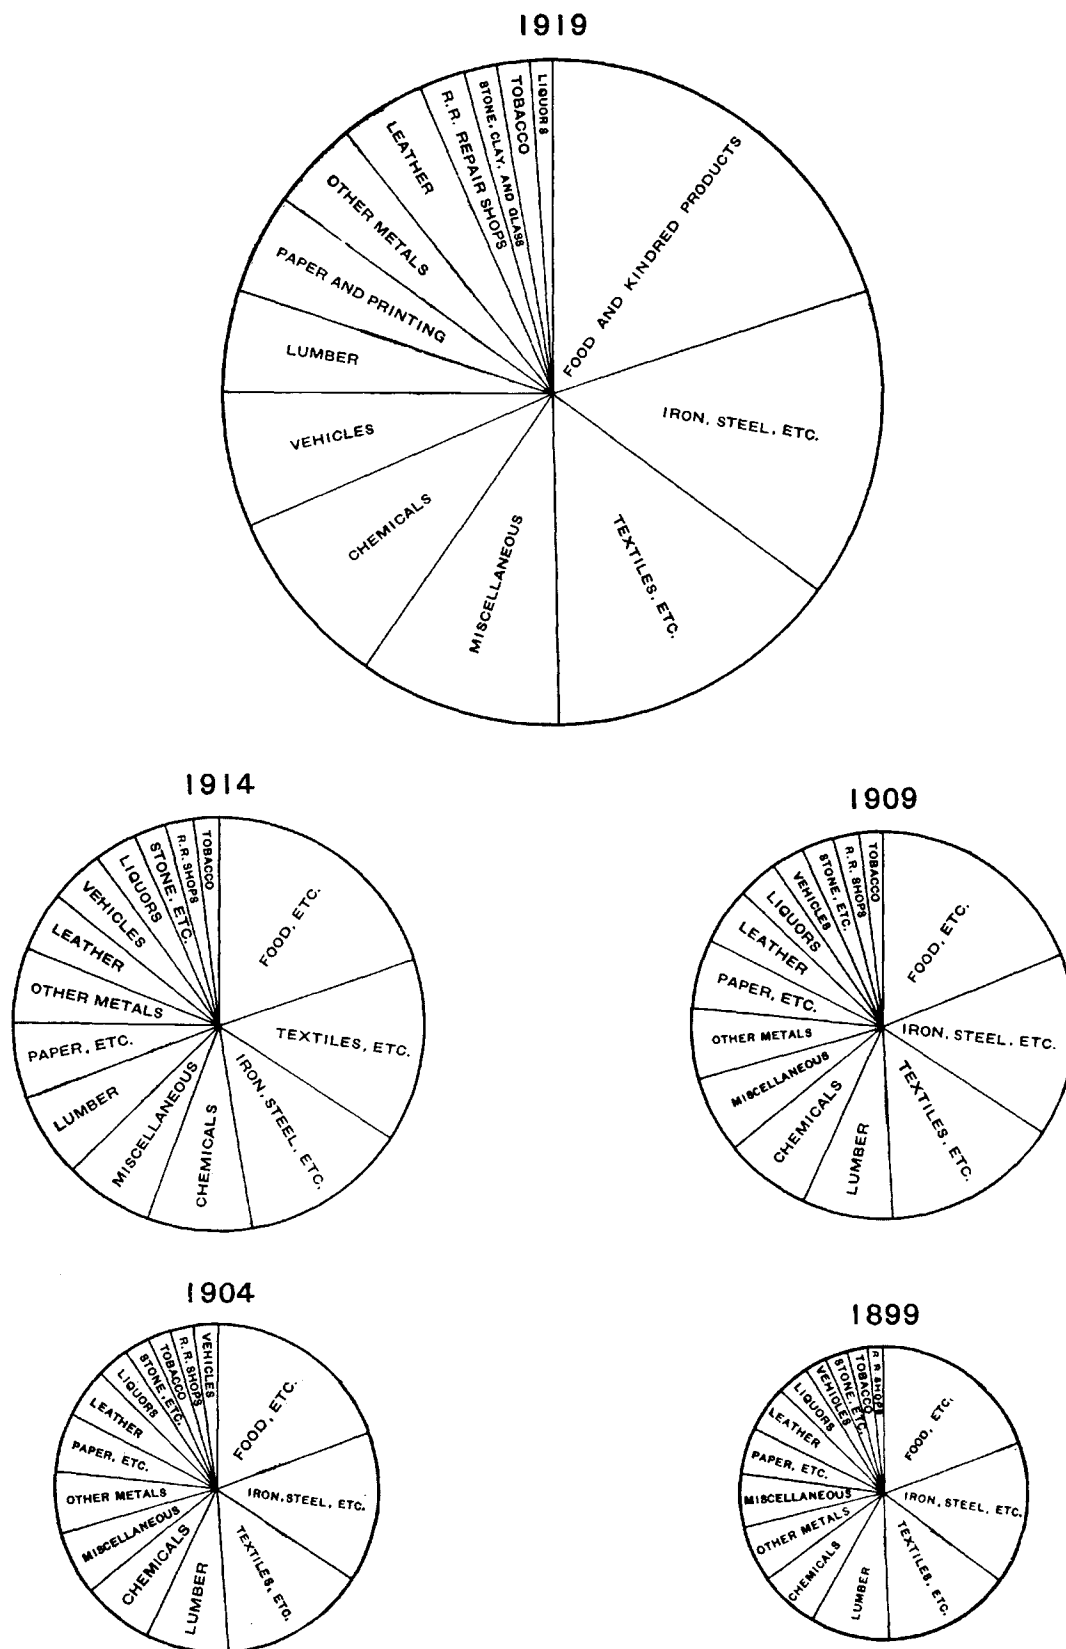 1919
FOOD AND KINDRED PRODUCTS
IRON, STEEL, ETC.
TEXTILES, ETC.
MISCELLANEOUS
CHEMICALS
VEHICLES
LUMBER
PAPER AND PRINTING
OTHER METALS
LEATHER
R.R. REPAIR SHOPS
STONE, CLAY, AND GLASS
TOBACCO
LIQUORS
1914
FOOD, ETC.
TEXTILES, ETC.
IRON, STEEL, ETC.
CHEMICALS
MISCELLANEOUS
LUMBER
PAPER, ETC.
OTHER METALS
LEATHER
VEHICLES
LIQUORS
STONE, ETC.
R.R. SHOPS
TOBACCO
1909
FOOD, ETC.
IRON, STEEL, ETC.
TEXTILES, ETC.
LUMBER
CHEMICALS
MISCELLANEOUS
OTHER METALS
PAPER, ETC.
LEATHER
LIQUORS
VEHICLES
STONE, ETC.
R.R. SHOPS
TOBACCO
1904
FOOD, ETC.
IRON, STEEL, ETC.
TEXTILES, ETC.
LUMBER
CHEMICALS
MISCELLANEOUS
OTHER METALS
PAPER, ETC.
LEATHER
LIQUORS
STONE, ETC.
TOBACCO
R.R. SHOPS
VEHICLES
1899
FOOD, ETC.
IRON, STEEL, ETC.
TEXTILES, ETC.
LUMBER
CHEMICALS
OTHER METALS
MISCELLANEOUS
PAPER, ETC.
LEATHER
LIQUORS
VEHICLES
STONE, ETC.
TOBACCO
R R SHOPS